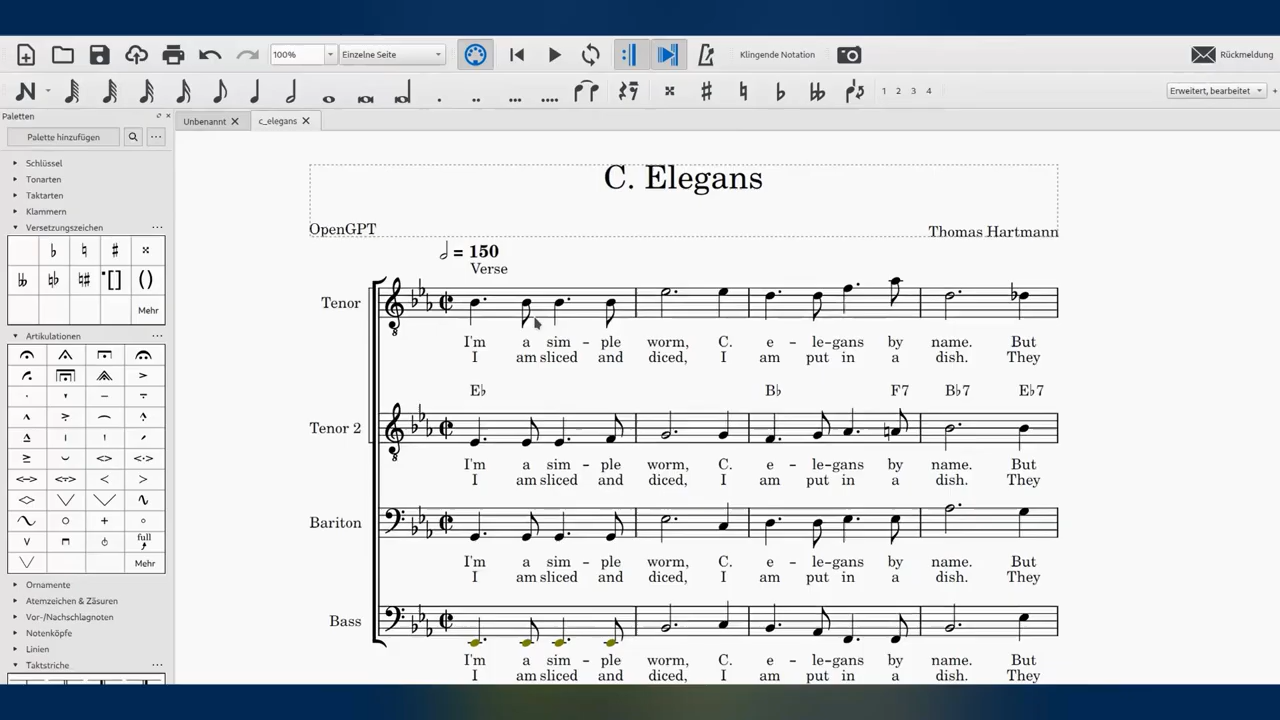 100% Einzelne Seite Klingende Notation Rückmeldung
1 2 3 4 Erweitert, bearbeitet
Paletten
Unbenannt c_elegans
Palette hinzufügen
Schlüssel
Tonarten
Taktarten
Klammern
Versetzungszeichen
Mehr
Artikulationen
full
Mehr
Ornamente
Atemzeichen & Zäsuren
Vor-/Nachschlagnoten
Notenköpfe
Linien
Taktstriche
C. Elegans
OpenGPT Thomas Hartmann
= 150
Verse
Tenor
I'm a sim - ple worm, C. e - le-gans by name. But
I am sliced and diced, I am put in a dish. They
E♭ B♭ F7 B♭7 E♭7
Tenor 2
I'm a sim - ple worm, C. e - le-gans by name. But
I am sliced and diced, I am put in a dish. They
Bariton
I'm a sim - ple worm, C. e - le-gans by name. But
I am sliced and diced, I am put in a dish. They
Bass
I'm a sim - ple worm, C. e - le-gans by name. But
I am sliced and diced, I am put in a dish. They